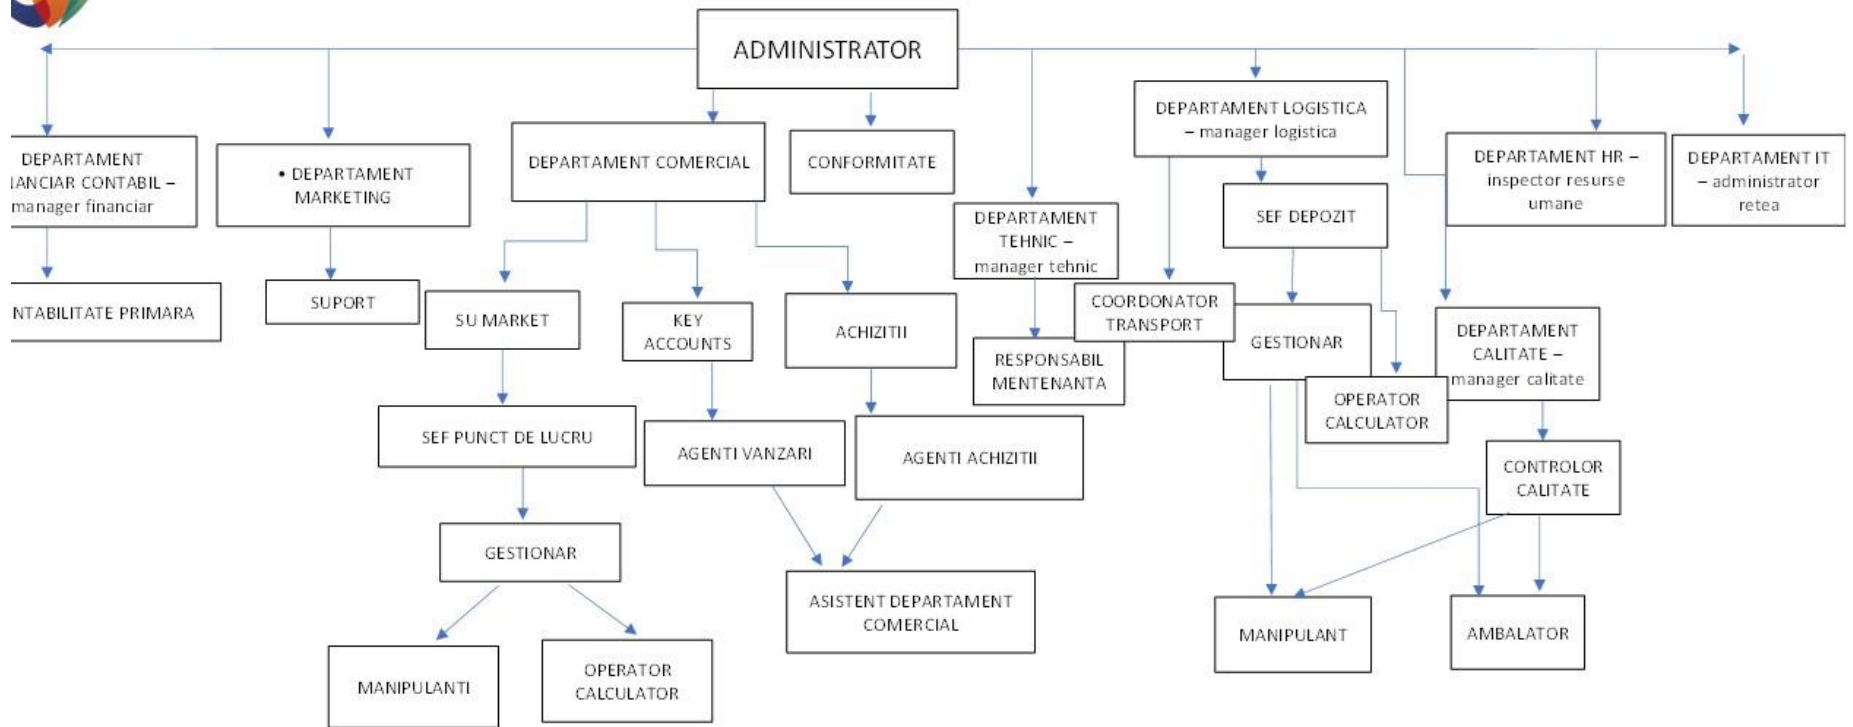 ADMINISTRATOR
DEPARTAMENT
NANCIAR CONTABIL –
manager financiar
• DEPARTAMENT
MARKETING
DEPARTAMENT COMERCIAL
CONFORMITATE
DEPARTAMENT
TEHNIC –
manager tehnic
DEPARTAMENT LOGISTICA
– manager logistica
SEF DEPOZIT
DEPARTAMENT HR –
inspector resurse
umane
DEPARTAMENT IT
– administrator
retea
NTABILITATE PRIMARA
SUPORT
SU MARKET
KEY
ACCOUNTS
ACHIZITII
RESPONSABIL
MENTENANTA
COORDONATOR
TRANSPORT
GESTIONAR
OPERATOR
CALCULATOR
DEPARTAMENT
CALITATE –
manager calitate
SEF PUNCT DE LUCRU
AGENTI VANZARI
AGENTI ACHIZITII
CONTROLOR
CALITATE
GESTIONAR
ASISTENT DEPARTAMENT
COMERCIAL
MANIPULANT
AMBALATOR
MANIPULANTI
OPERATOR
CALCULATOR